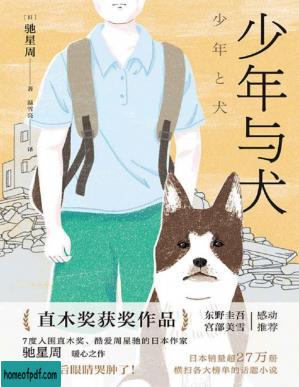 [日]
驰星周
著
译
少年与犬
少年と犬
直木奖获奖作品
7度入围直木奖、酷爱周星驰的日本作家
驰星周 暖心之作
后眼睛哭肿了!
东野圭吾
宫部美雪
感动
推荐
日本销量超27万册
横扫各大榜单的话题小说
homeofpdf.com